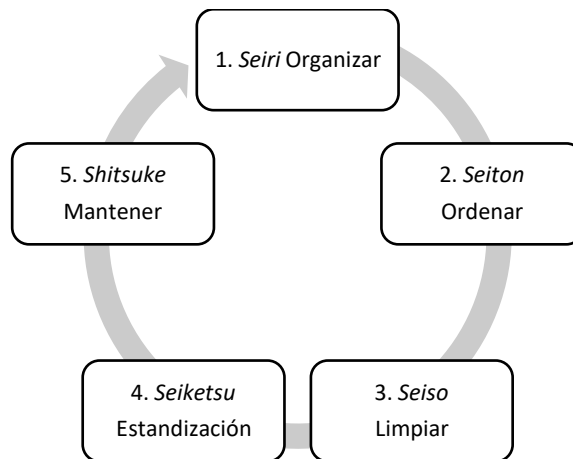 1. Seiri Organizar
2. Seiton
Ordenar
3. Seiso
Limpiar
4. Seiketsu
Estandización
5. Shitsuke
Mantener